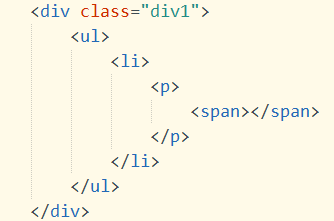 <div class="div1">
<ul>
<li>
<p>
<span></span>
</p>
</li>
</ul>
</div>